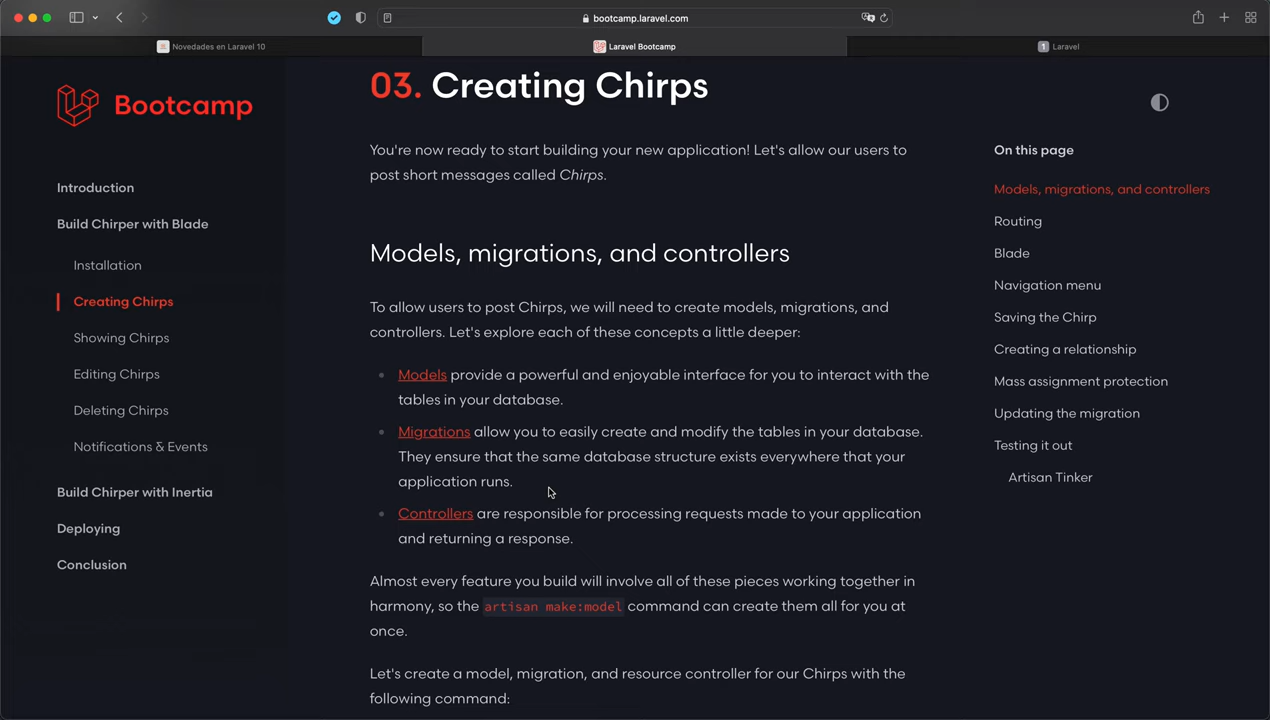 bootcamp.laravel.com
Novedades en Laravel 10
Laravel Bootcamp
1 Laravel
Bootcamp
Introduction
Build Chirper with Blade
Installation
Creating Chirps
Showing Chirps
Editing Chirps
Deleting Chirps
Notifications & Events
Build Chirper with Inertia
Deploying
Conclusion
03. Creating Chirps
You're now ready to start building your new application! Let's allow our users to
post short messages called Chirps.
Models, migrations, and controllers
To allow users to post Chirps, we will need to create models, migrations, and
controllers. Let's explore each of these concepts a little deeper:
Models provide a powerful and enjoyable interface for you to interact with the
tables in your database.
Migrations allow you to easily create and modify the tables in your database.
They ensure that the same database structure exists everywhere that your
application runs.
Controllers are responsible for processing requests made to your application
and returning a response.
Almost every feature you build will involve all of these pieces working together in
harmony, so the artisan make:model command can create them all for you at
once.
Let's create a model, migration, and resource controller for our Chirps with the
following command:
On this page
Models, migrations, and controllers
Routing
Blade
Navigation menu
Saving the Chirp
Creating a relationship
Mass assignment protection
Updating the migration
Testing it out
Artisan Tinker